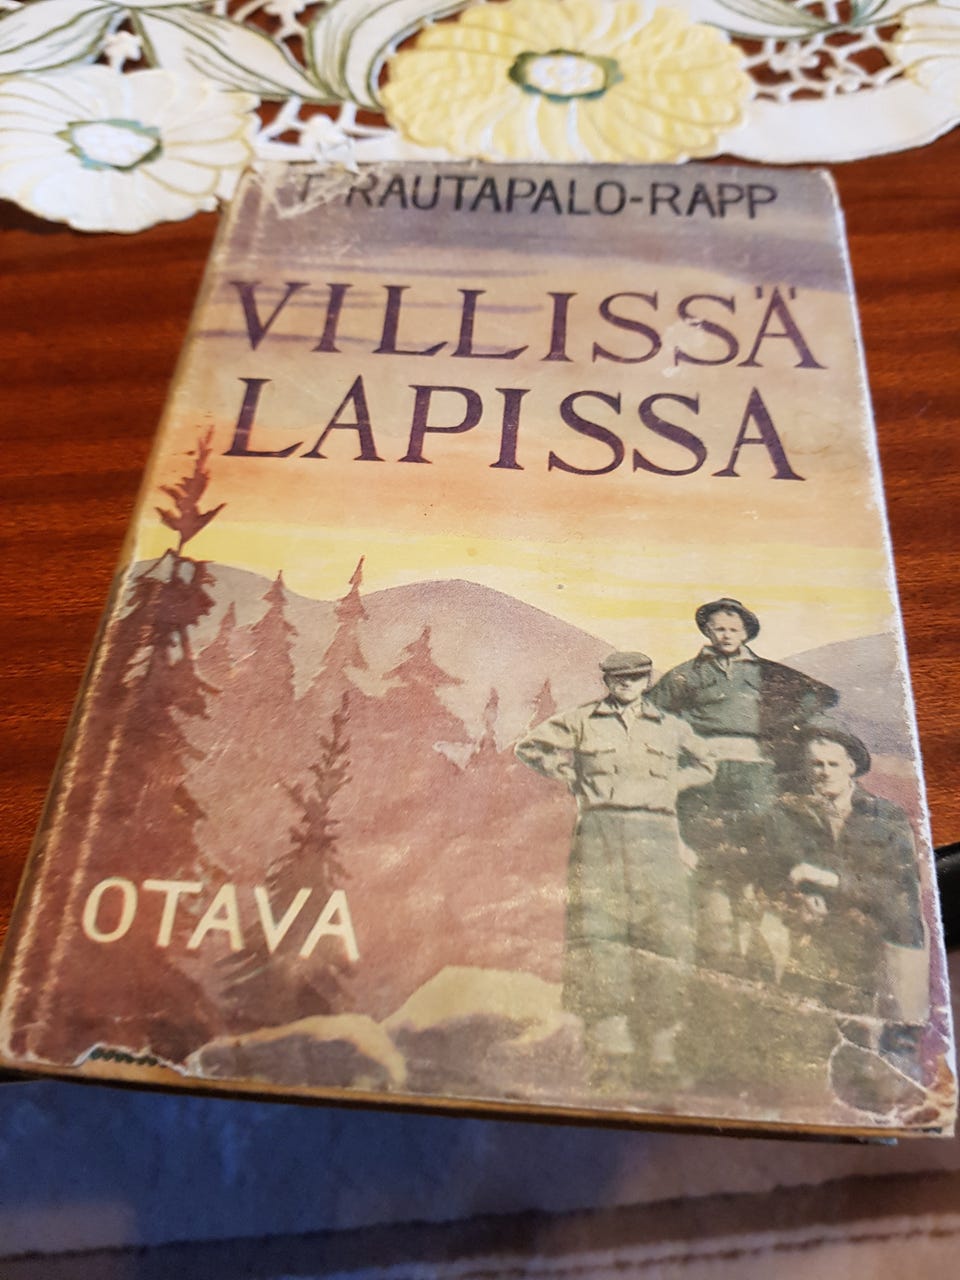 T. RAUTAPALO-RAPP
VILLISSÄ
LAPISSA
OTAVA